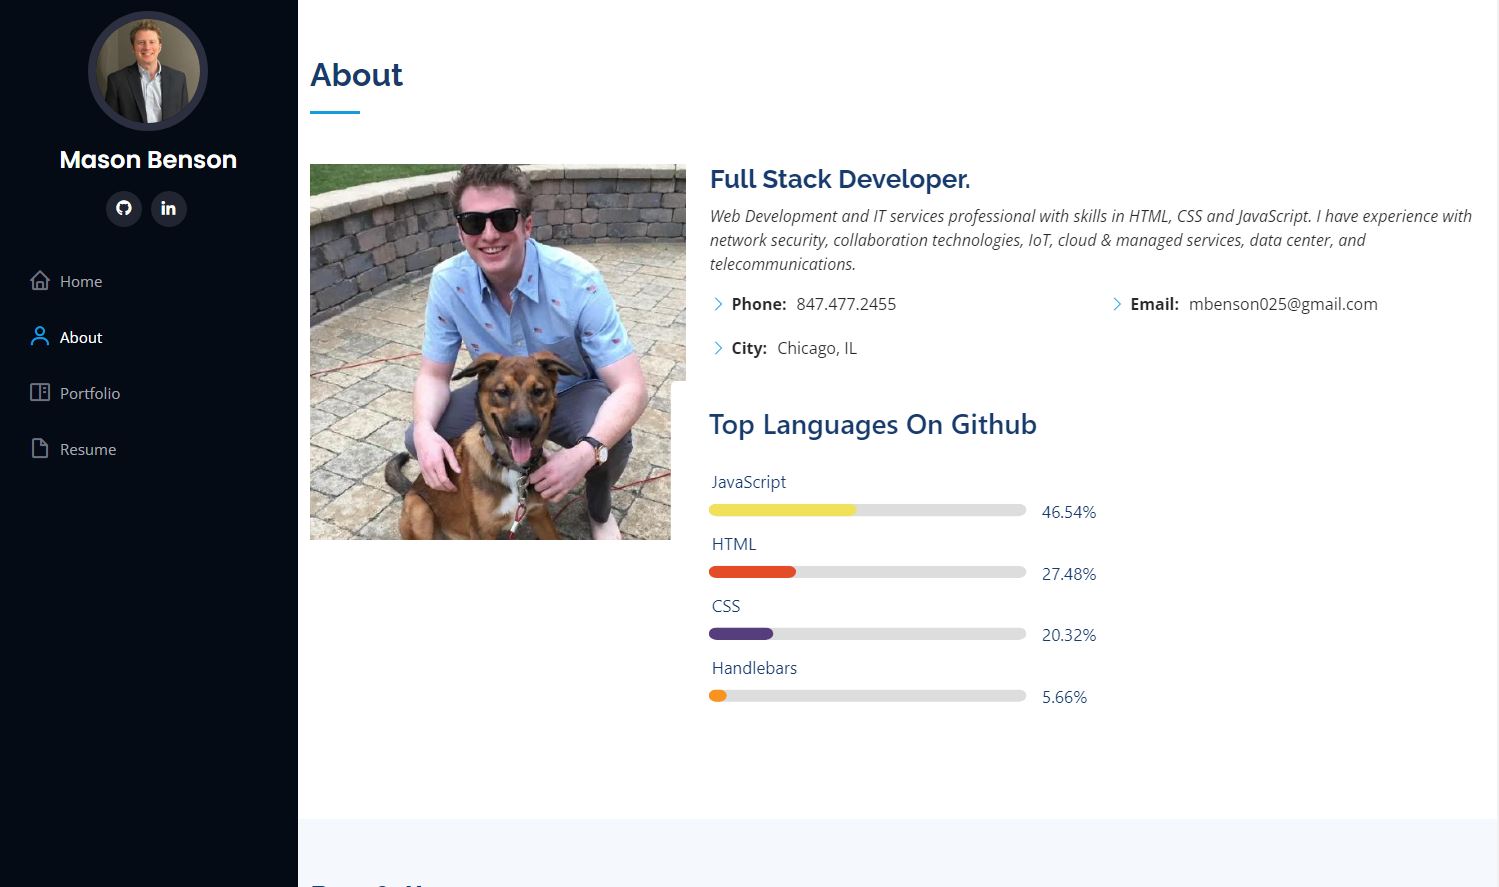 Mason Benson
in
Home
About
Portfolio
Resume
About
Full Stack Developer.
Web Development and IT services professional with skills in HTML, CSS and JavaScript. I have experience with
network security, collaboration technologies, IoT, cloud & managed services, data center, and
telecommunications.
Phone: 847.477.2455
Email: mbenson025@gmail.com
City: Chicago, IL
Top Languages On Github
JavaScript
46.54%
HTML
27.48%
CSS
20.32%
Handlebars
5.66%